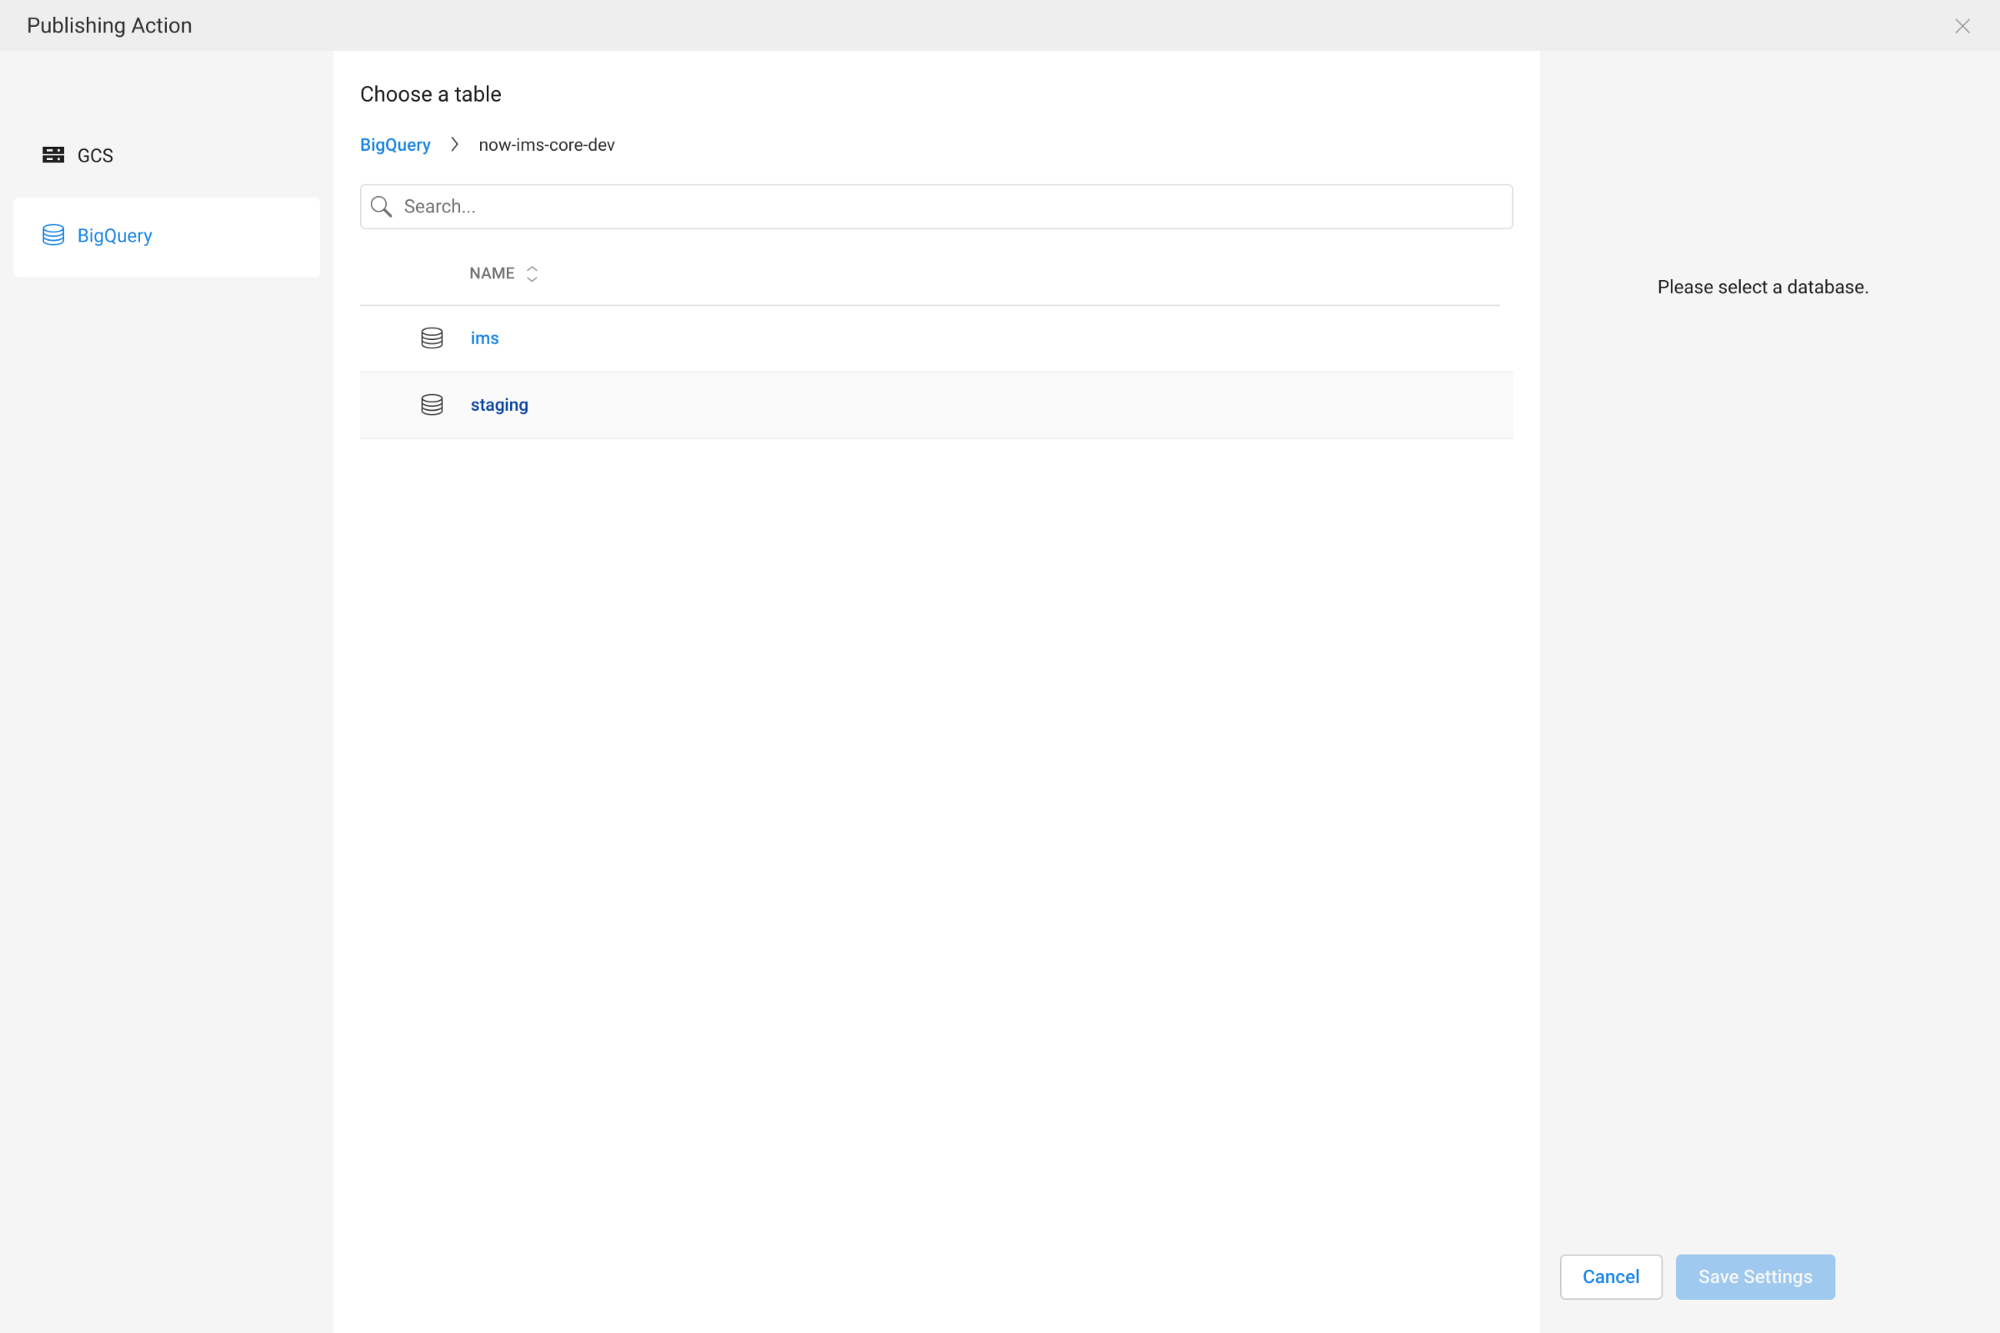 Publishing Action
GCS
BigQuery
Choose a table
BigQuery > now-ims-core-dev
Search...
NAME
ims
staging
Please select a database.
Cancel
Save Settings